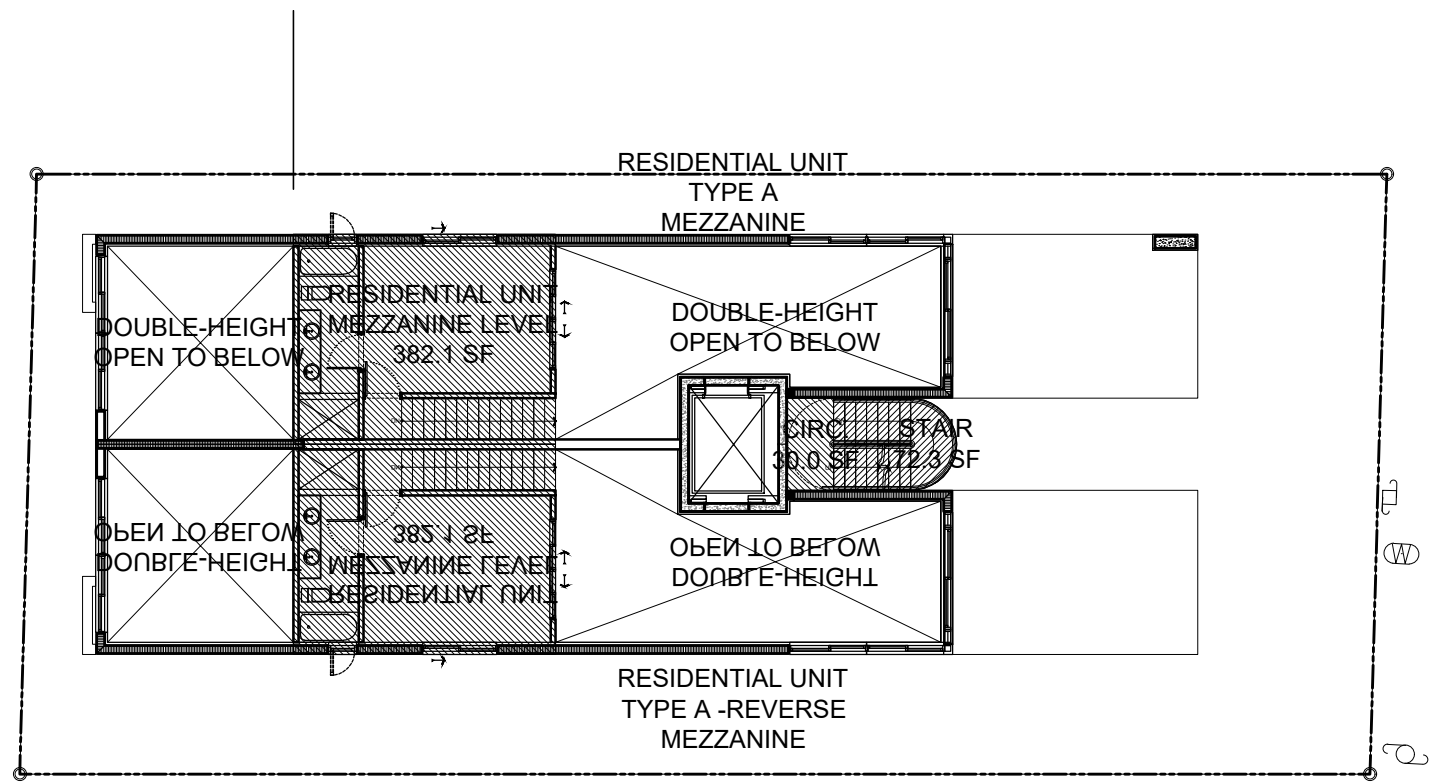 RESIDENTIAL UNIT
TYPE A
MEZZANINE
DOUBLE-HEIGHT
OPEN TO BELOW
RESIDENTIAL UNIT
MEZZANINE LEVEL
382.1 SF
DOUBLE-HEIGHT
OPEN TO BELOW
CIRC.
30.0 SF
STAIR
172.3 SF
OPEN TO BELOW
DOUBLE-HEIGHT
382.1 SF
MEZZANINE LEVEL
RESIDENTIAL UNIT
OPEN TO BELOW
DOUBLE-HEIGHT
RESIDENTIAL UNIT
TYPE A -REVERSE
MEZZANINE